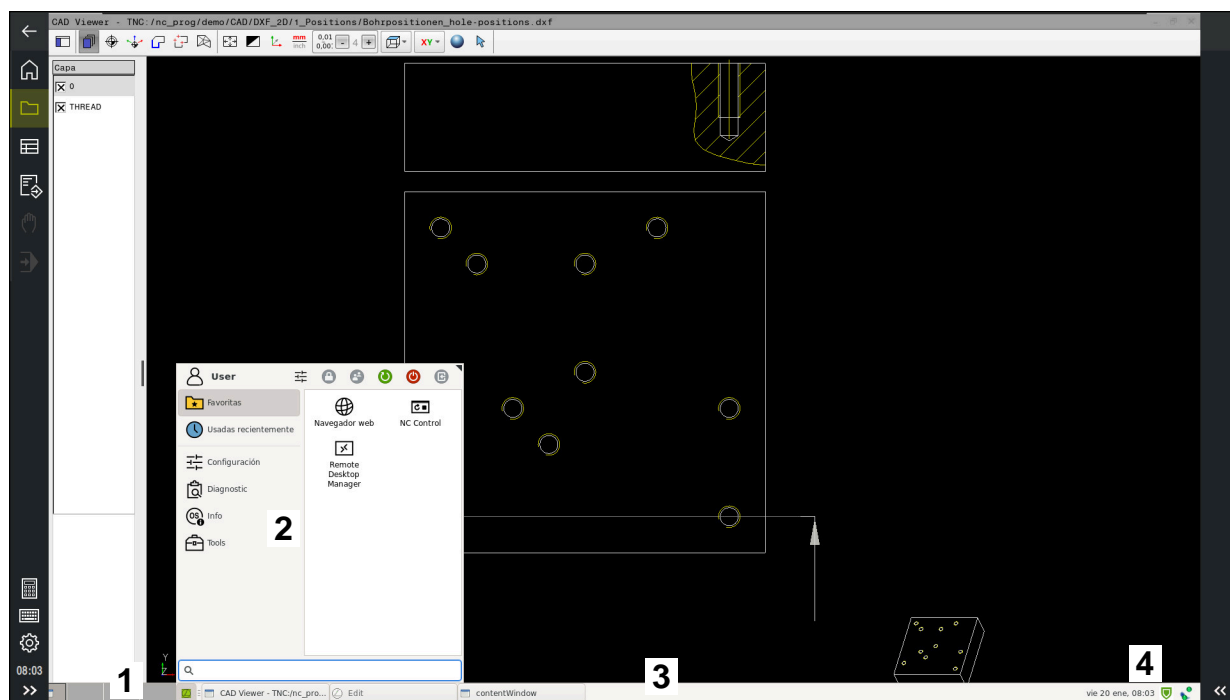 CAD Viewer - TNC:/nc_prog/demo/CAD/DXF_2D/1_Positions/Bohrpositionen_hole-positions.dxf
mm
inch
0,01
0,00
4
XY
Capa
0
THREAD
User
Favoritas
Usadas recientemente
Configuración
Diagnostic
OS
Info
Tools
Navegador web
NC Control
Remote
Desktop
Manager
2
Y
Z
08:03
1
CAD Viewer - TNC:/nc_pro...
Edit
contentWindow
3
4
vie 20 ene, 08:03